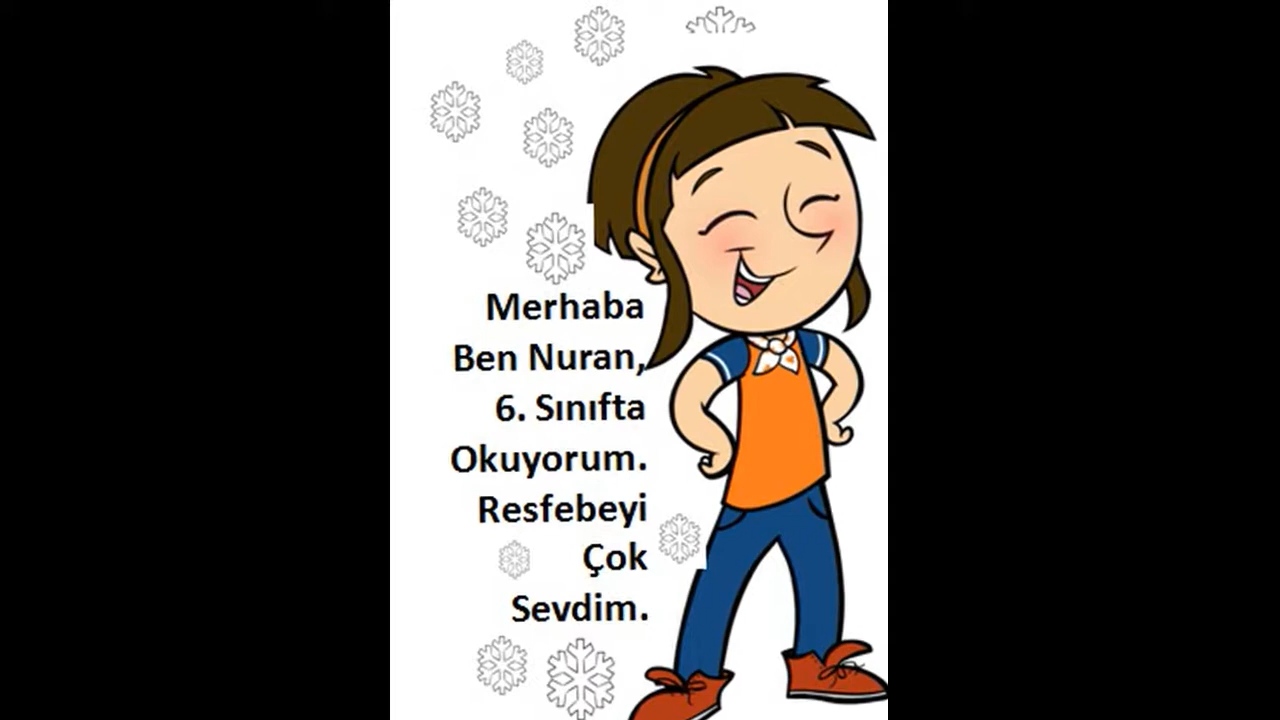 Merhaba
Ben Nuran,
6. Sınıfta
Okuyorum.
Resfebeyi
Çok
Sevdim.